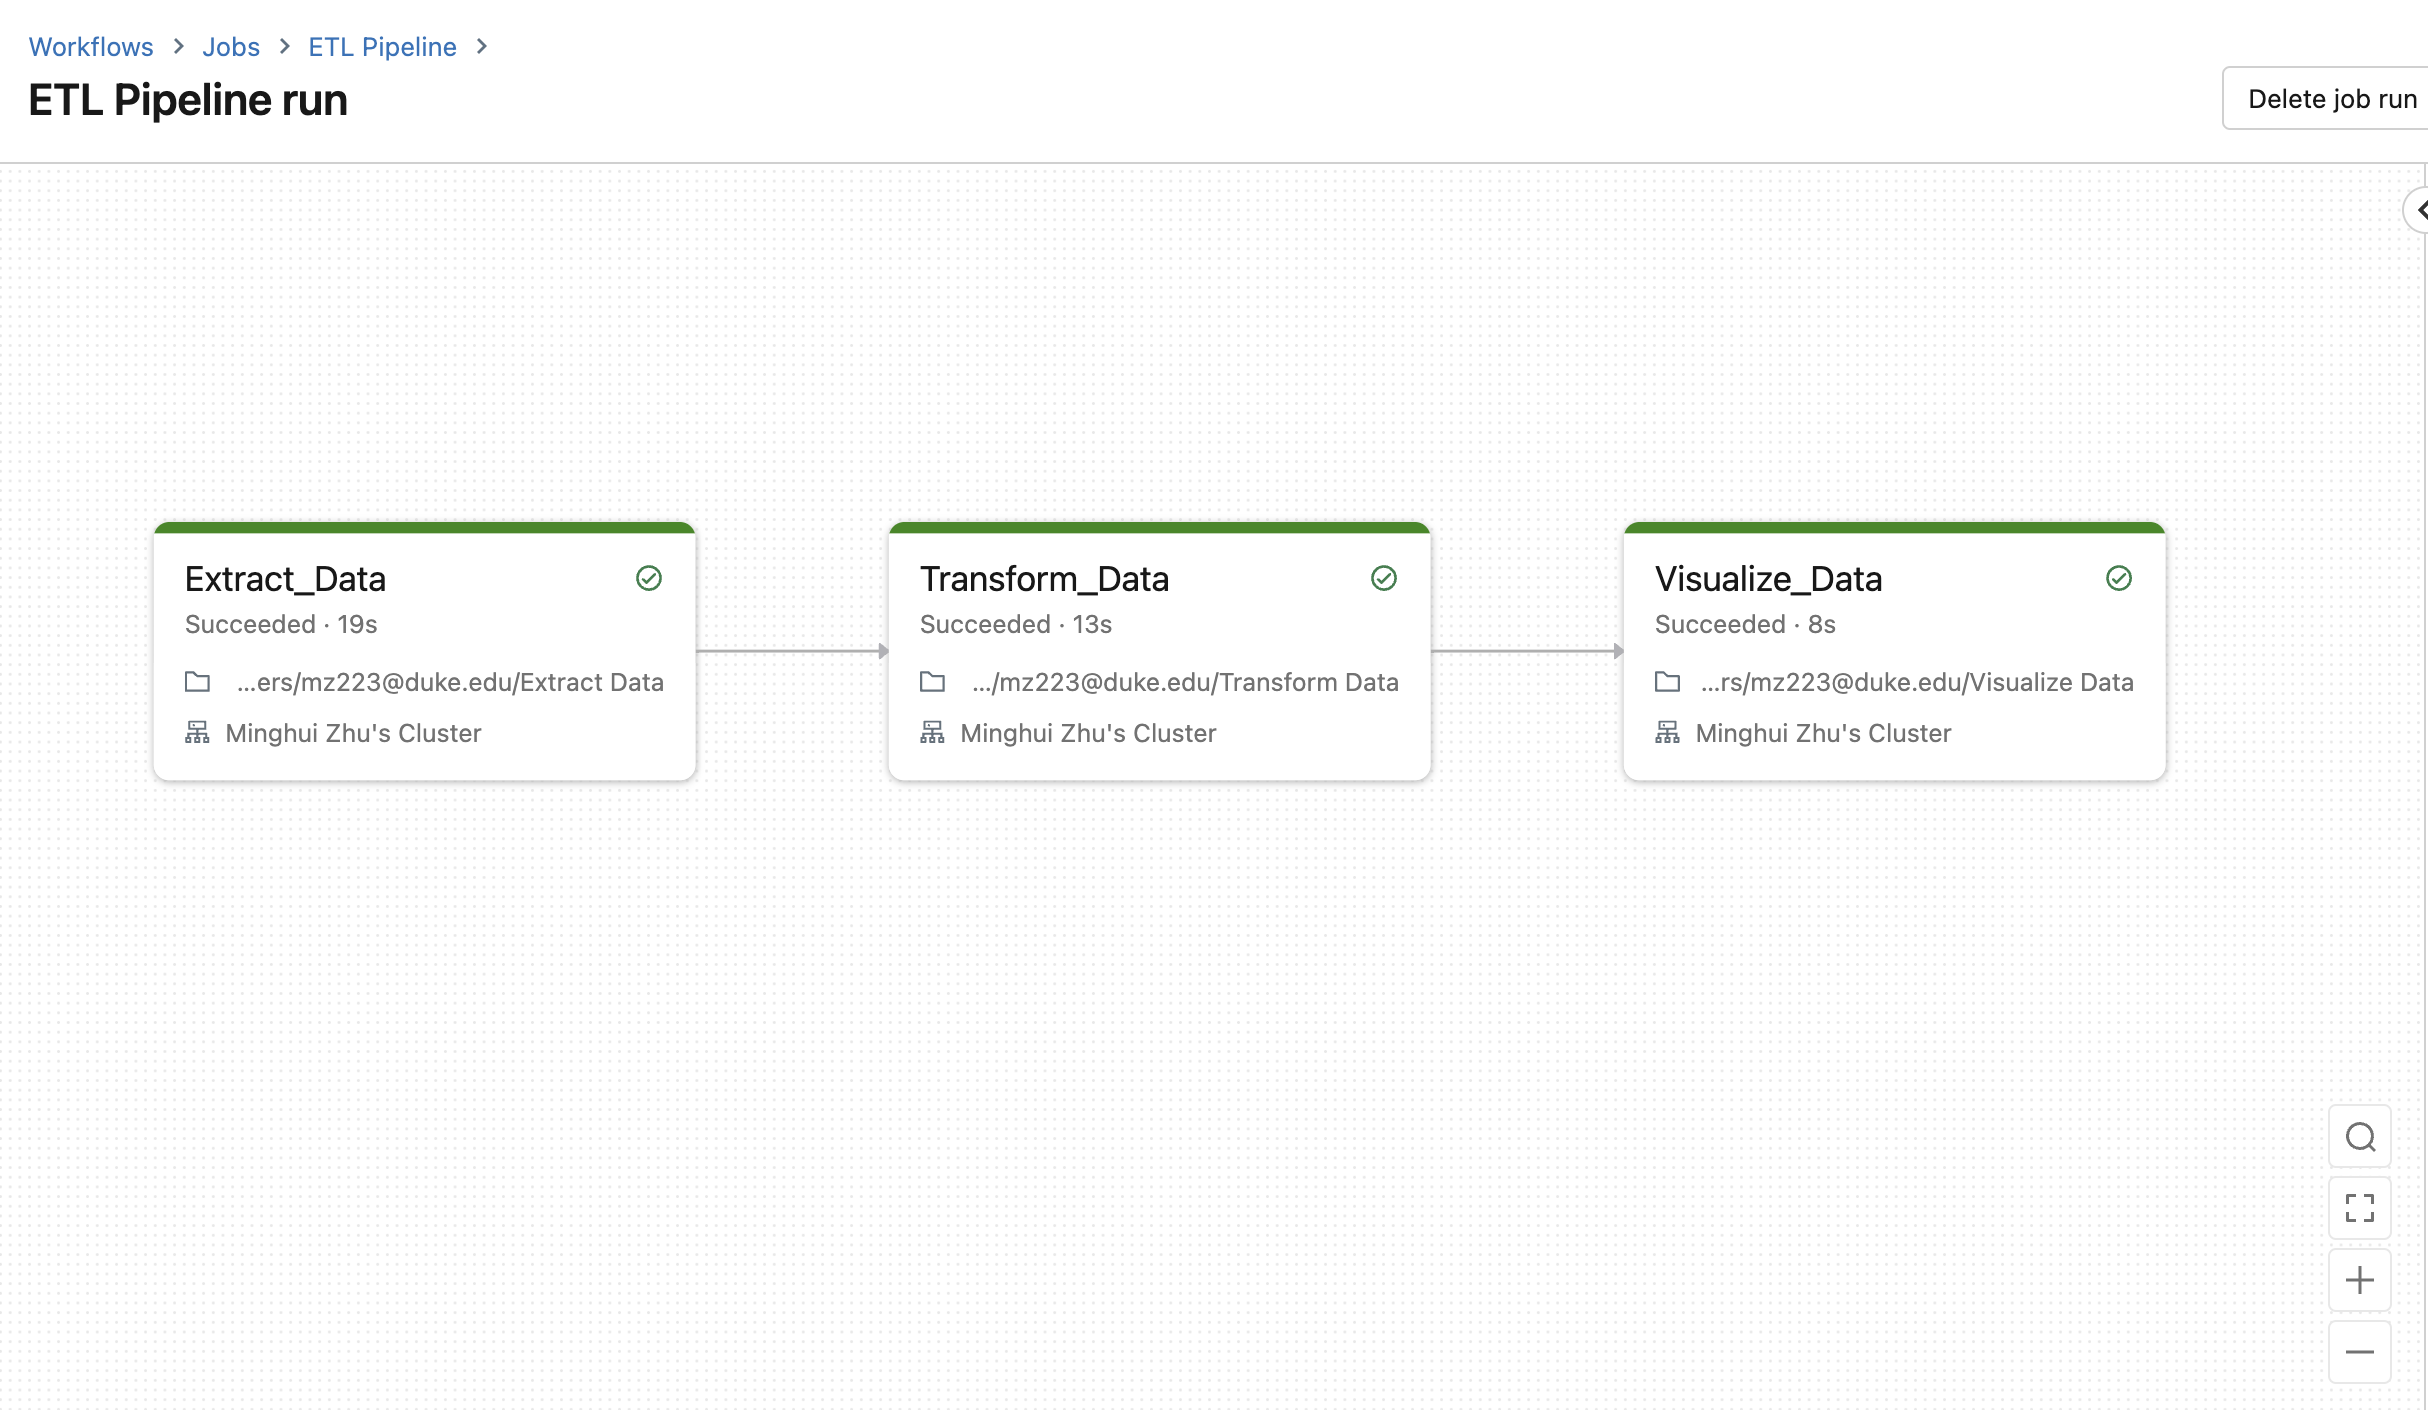 Workflows > Jobs > ETL Pipeline >
ETL Pipeline run
Delete job run
Extract_Data
Succeeded · 19s
...ers/mz223@duke.edu/Extract Data
Minghui Zhu's Cluster
Transform_Data
Succeeded · 13s
.../mz223@duke.edu/Transform Data
Minghui Zhu's Cluster
Visualize_Data
Succeeded · 8s
...rs/mz223@duke.edu/Visualize Data
Minghui Zhu's Cluster